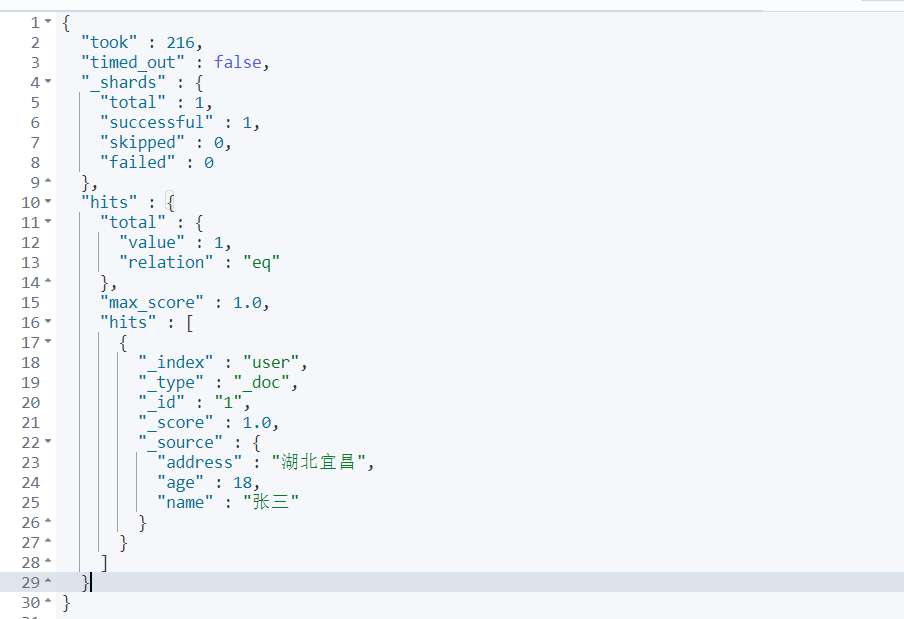 1 {
2 "took" : 216,
3 "timed_out" : false,
4 "_shards" : {
5 "total" : 1,
6 "successful" : 1,
7 "skipped" : 0,
8 "failed" : 0
9 },
10 "hits" : {
11 "total" : {
12 "value" : 1,
13 "relation" : "eq"
14 },
15 "max_score" : 1.0,
16 "hits" : [
17 {
18 "_index" : "user",
19 "_type" : "_doc",
20 "_id" : "1",
21 "_score" : 1.0,
22 "_source" : {
23 "address" : "湖北宜昌",
24 "age" : 18,
25 "name" : "张三"
26 }
27 }
28 ]
29 }
30 }